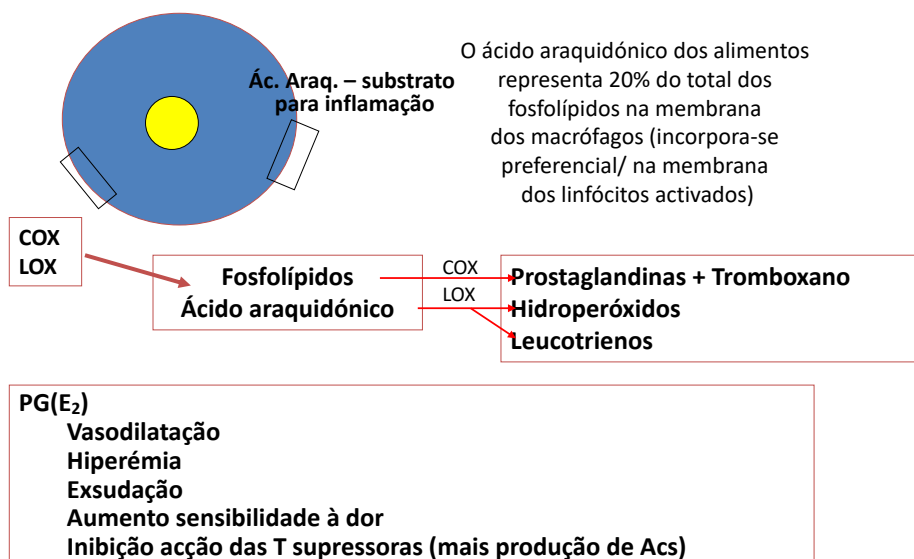 Ác. Araq. – substrato
para inflamação
O ácido araquidónico dos alimentos
representa 20% do total dos
fosfolípidos na membrana
dos macrófagos (incorpora-se
preferencial/ na membrana
dos linfócitos activados)
COX
LOX
Fosfolípidos
Ácido araquidónico
COX
LOX
Prostaglandinas + Tromboxano
Hidroperóxidos
Leucotrienos
PG(E₂)
Vasodilatação
Hiperémia
Exsudação
Aumento sensibilidade à dor
Inibição acção das T supressoras (mais produção de Acs)